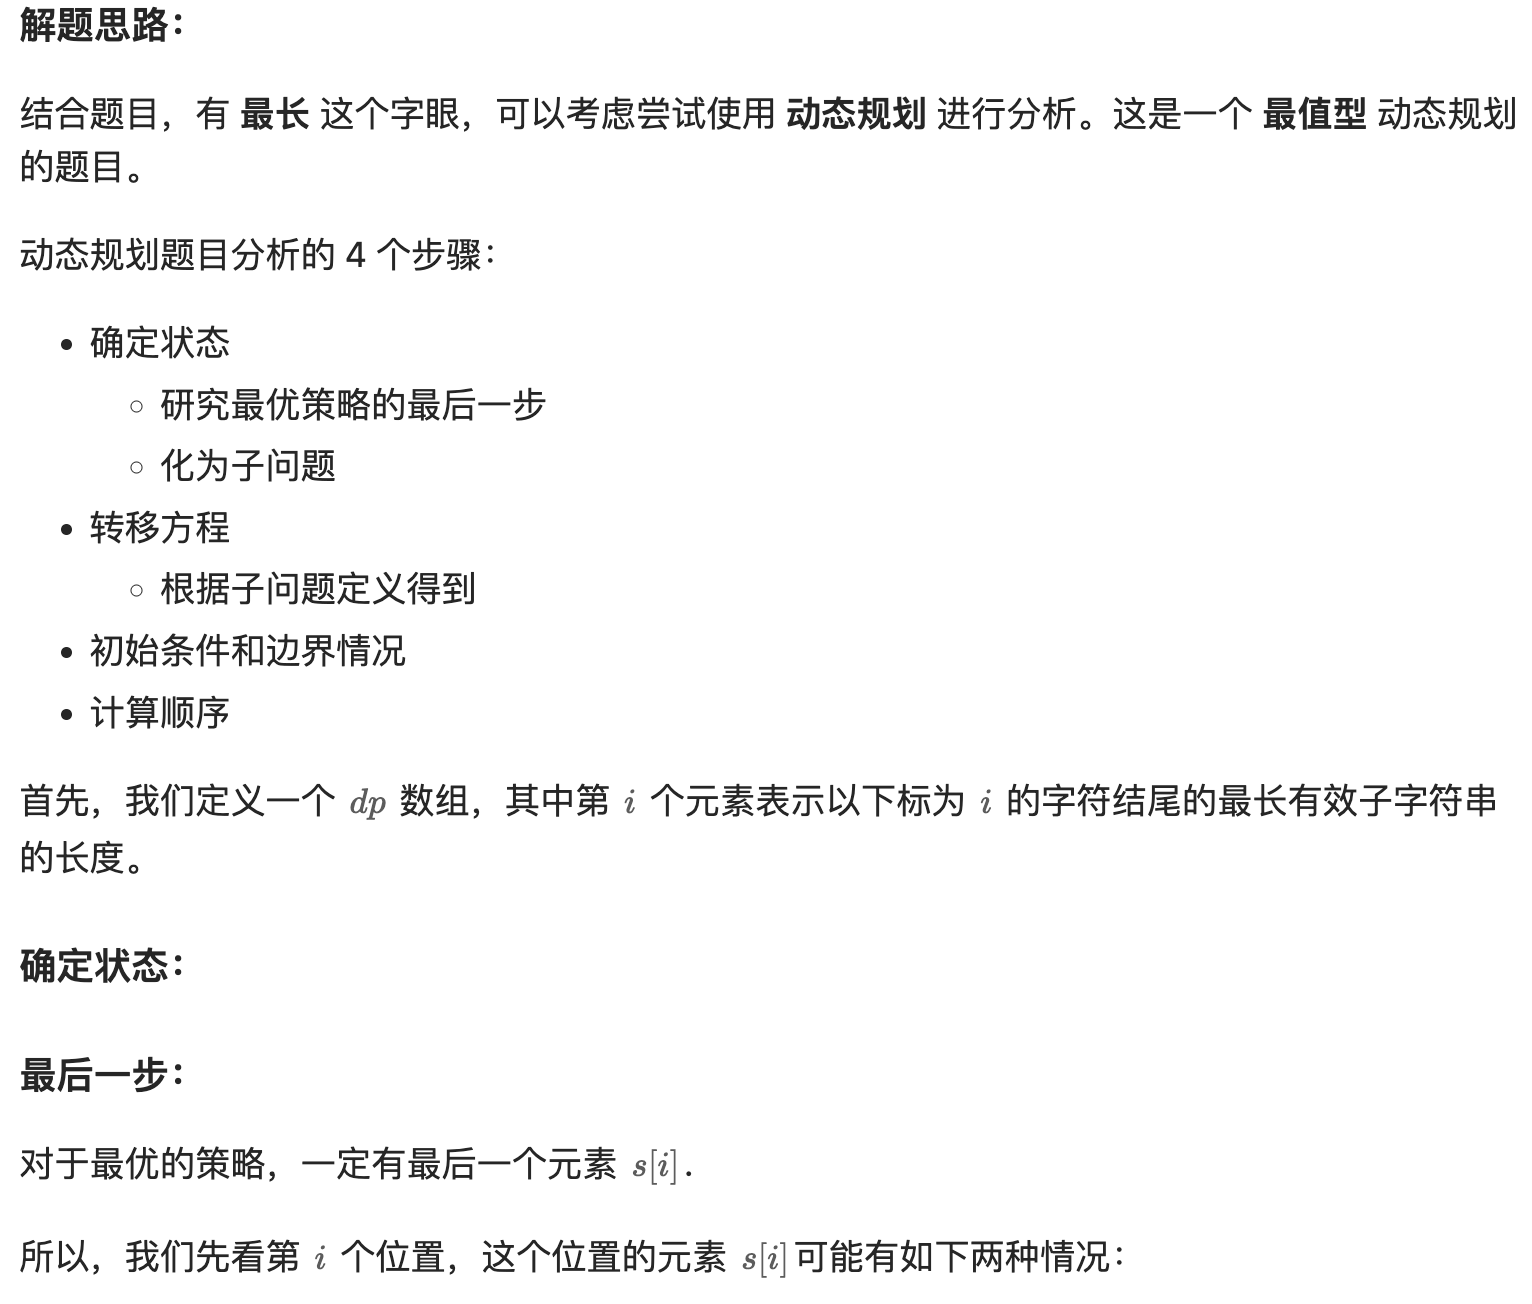 解题思路：
结合题目，有 最长 这个字眼，可以考虑尝试使用 动态规划 进行分析。这是一个 最值型 动态规划
的题目。
动态规划题目分析的 4 个步骤：
• 确定状态
◦ 研究最优策略的最后一步
◦ 化为子问题
• 转移方程
◦ 根据子问题定义得到
• 初始条件和边界情况
• 计算顺序
首先，我们定义一个 dp 数组，其中第 i 个元素表示以下标为 i 的字符结尾的最长有效子字符串
的长度。
确定状态：
最后一步：
对于最优的策略，一定有最后一个元素 s[i].
所以，我们先看第 i 个位置，这个位置的元素 s[i]可能有如下两种情况：